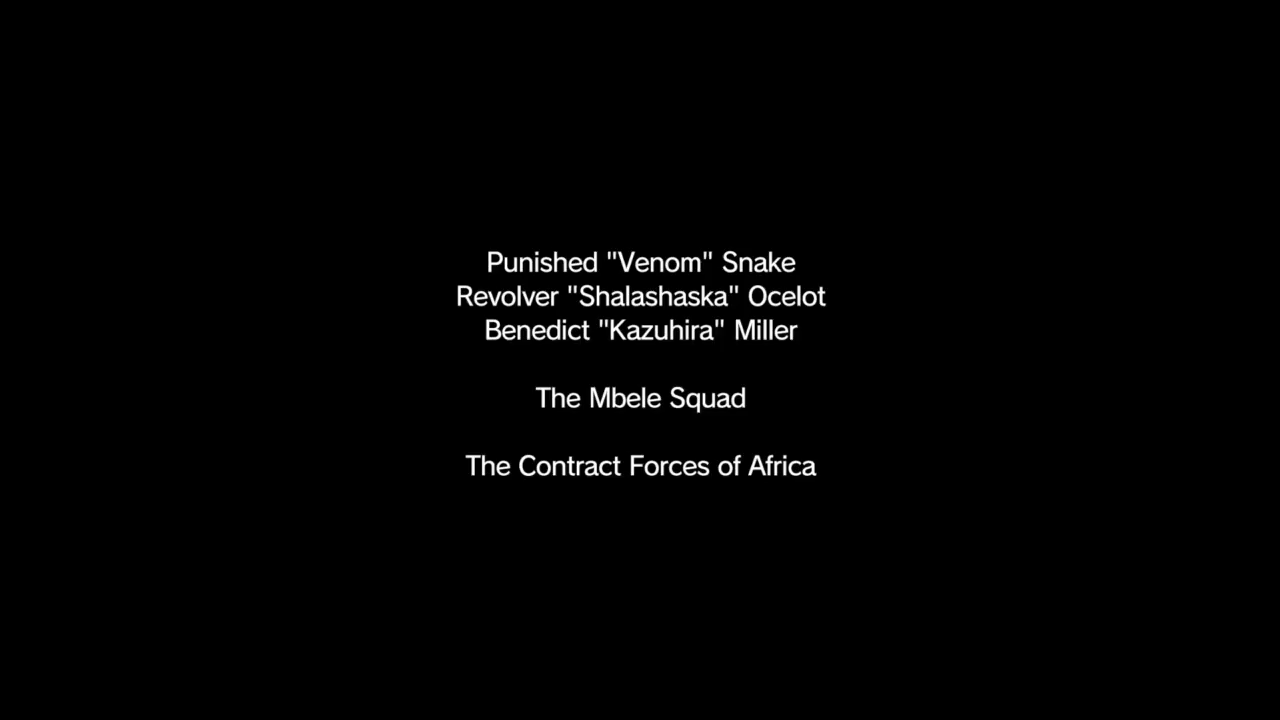 Punished "Venom" Snake
Revolver "Shalashaska" Ocelot
Benedict "Kazuhira" Miller
The Mbele Squad
The Contract Forces of Africa